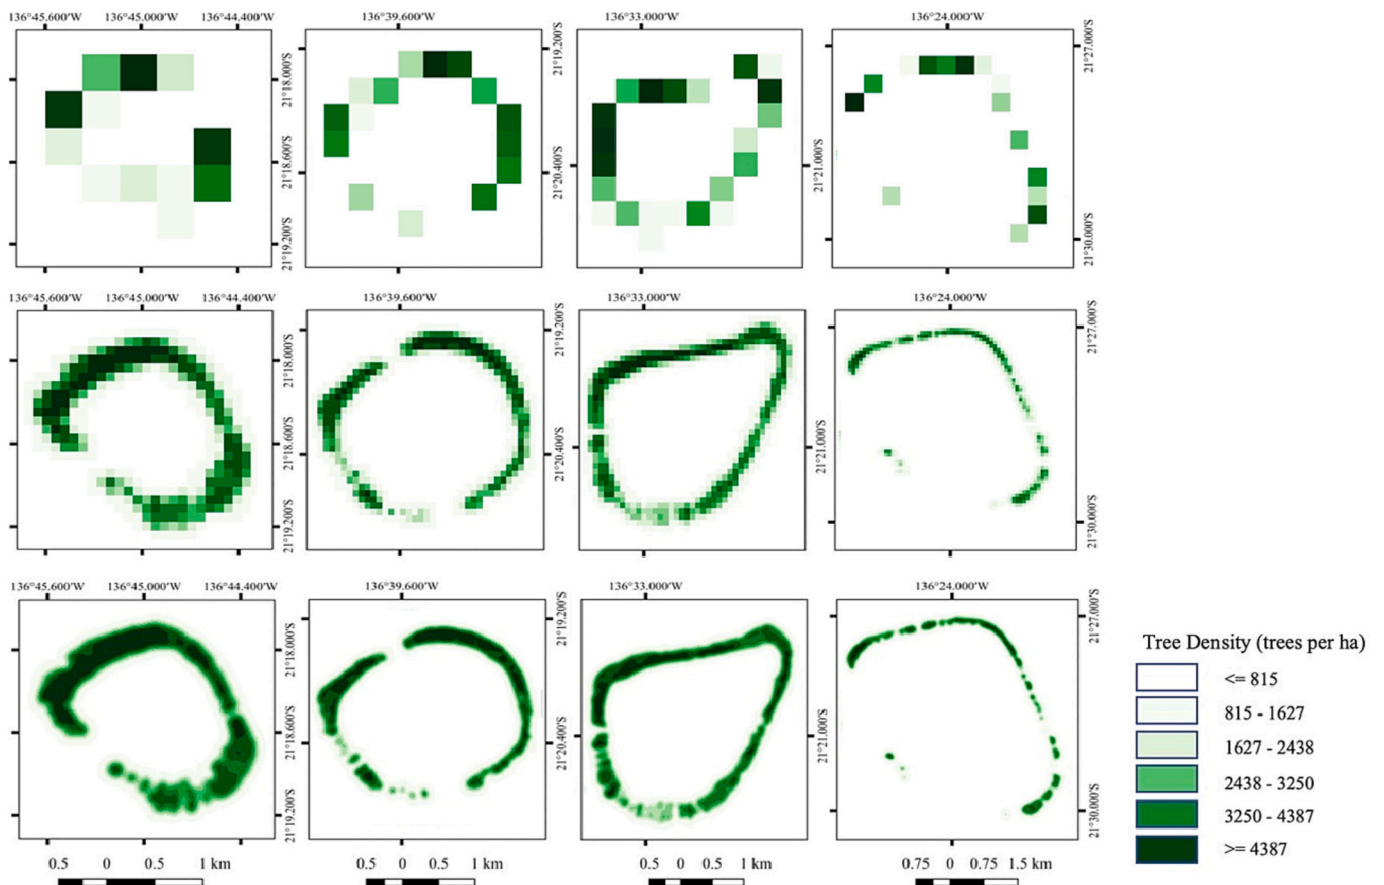 136°45.600'W 136°45.000'W 136°44.400'W
136°39.600'W
136°33.000'W
136°24.000'W
21°18.000'S
21°18.600'S
21°19.200'S
21°19.200'S
21°20.400'S
21°21.000'S
21°27.000'S
21°30.000'S
136°45.600'W 136°45.000'W 136°44.400'W
136°39.600'W
136°33.000'W
136°24.000'W
21°18.000'S
21°18.600'S
21°19.200'S
21°19.200'S
21°20.400'S
21°21.000'S
21°27.000'S
21°30.000'S
136°45.600'W 136°45.000'W 136°44.400'W
136°39.600'W
136°33.000'W
136°24.000'W
21°18.000'S
21°18.600'S
21°19.200'S
21°19.200'S
21°20.400'S
21°21.000'S
21°27.000'S
21°30.000'S
0.5 0 0.5 1 km
0.5 0 0.5 1 km
0.5 0 0.5 1 km
0.75 0 0.75 1.5 km
Tree Density (trees per ha)
<= 815
815 - 1627
1627 - 2438
2438 - 3250
3250 - 4387
>= 4387